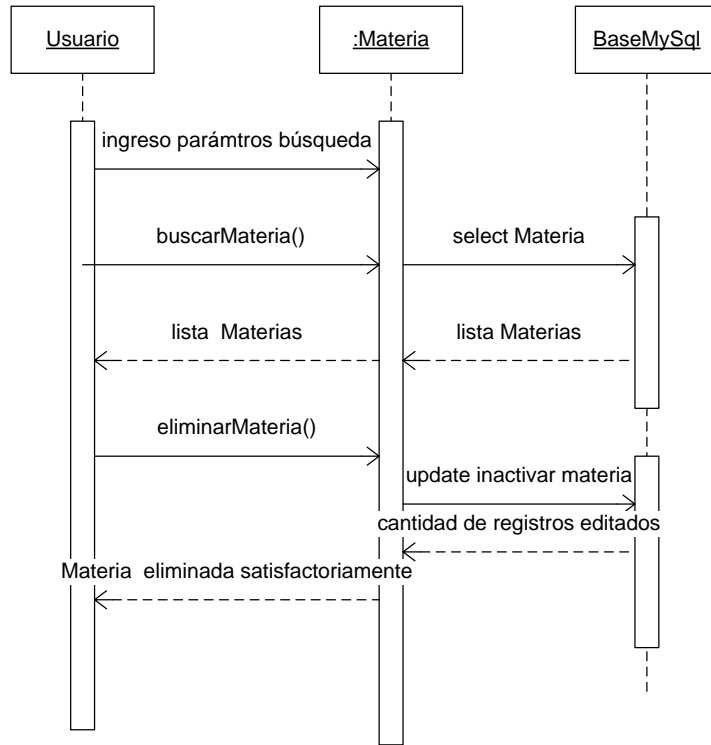 Usuario
:Materia
BaseMySql
ingreso parámtros búsqueda
buscarMateria()
select Materia
lista Materias
lista Materias
eliminarMateria()
update inactivar materia
cantidad de registros editados
Materia eliminada satisfactoriamente